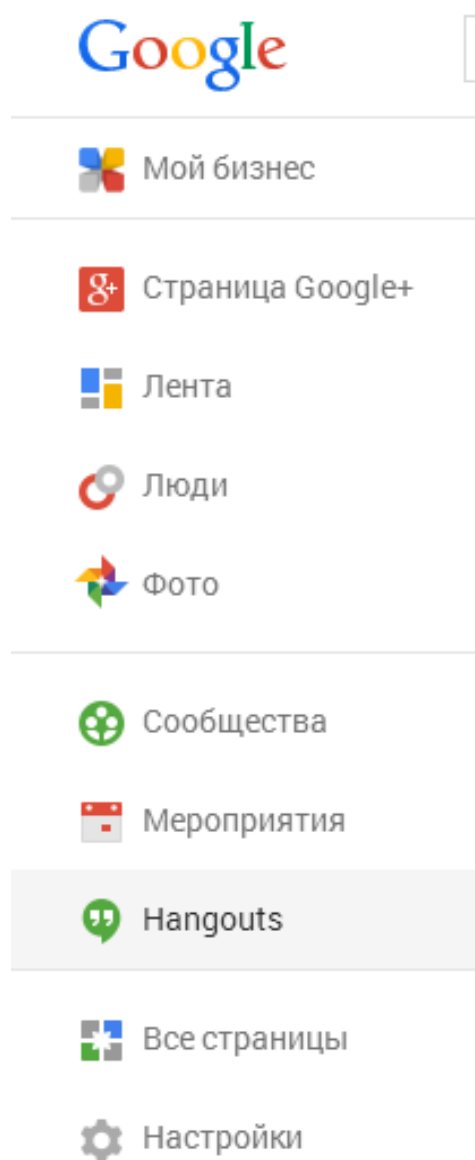 Google
Мой бизнес
Страница Google+
Лента
Люди
Фото
Сообщества
Мероприятия
Hangouts
Все страницы
Настройки